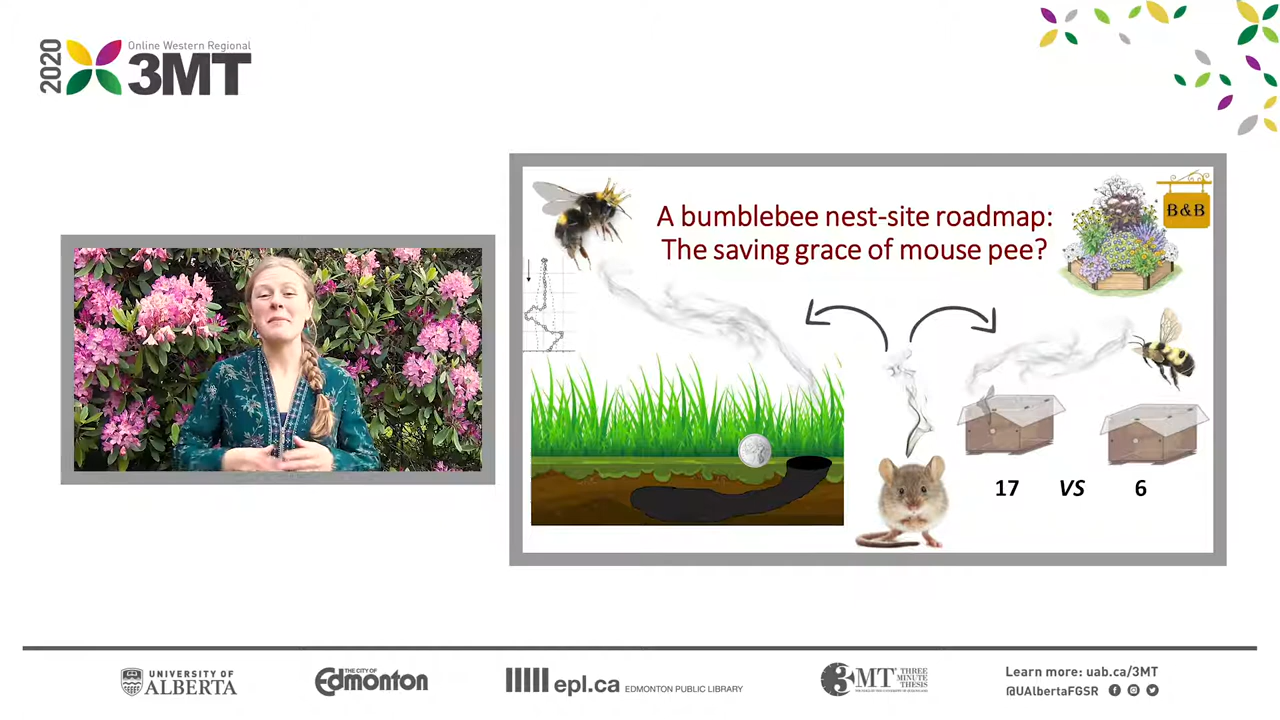 2020
Online Western Regional
3MT
A bumblebee nest-site roadmap:
The saving grace of mouse pee?
B&B
17 VS 6
UNIVERSITY OF
ALBERTA
THE CITY OF
Edmonton
epl.ca EDMONTON PUBLIC LIBRARY
3MT THREE
MINUTE
THESIS
Learn more: uab.ca/3MT
@UAlbertaFGSR